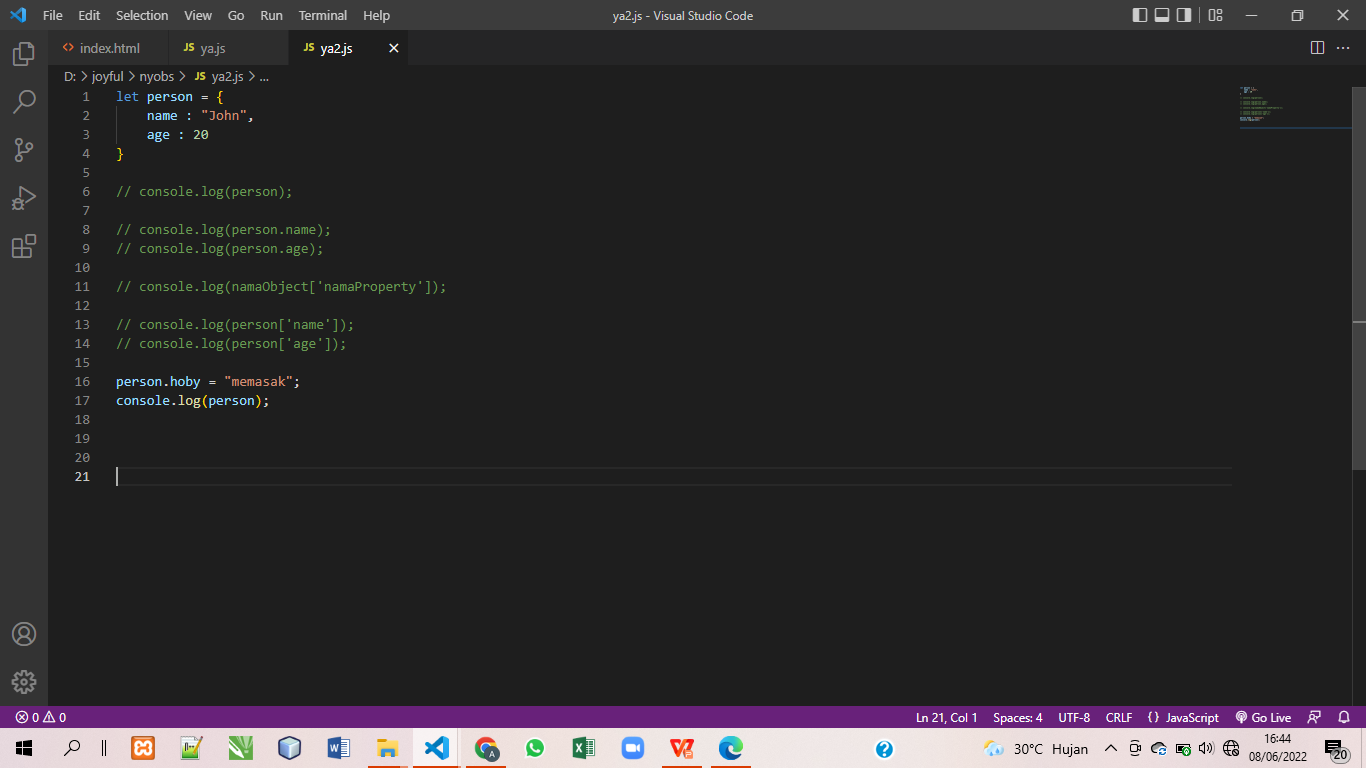 File Edit Selection View Go Run Terminal Help ya2.js - Visual Studio Code
index.html JS ya.js JS ya2.js
D: > joyful > nyobs > JS ya2.js > ...
1 let person = {
2 name : "John",
3 age : 20
4 }
5
6 // console.log(person);
7
8 // console.log(person.name);
9 // console.log(person.age);
10
11 // console.log(namaObject['namaProperty']);
12
13 // console.log(person['name']);
14 // console.log(person['age']);
15
16 person.hoby = "memasak";
17 console.log(person);
18
19
20
21
0 0 Ln 21, Col 1 Spaces: 4 UTF-8 CRLF {} JavaScript Go Live
30°C Hujan 16:44
08/06/2022 20